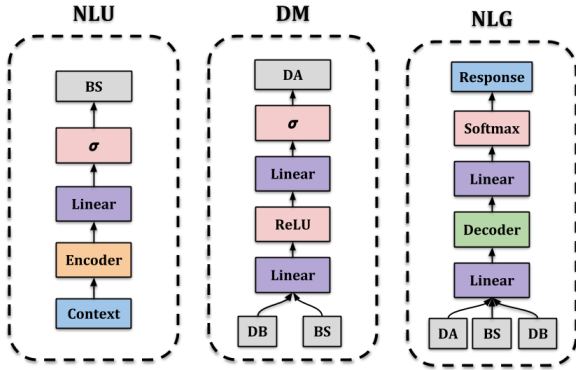 NLU
BS
σ
Linear
Encoder
Context
DM
DA
σ
Linear
ReLU
Linear
DB
BS
NLG
Response
Softmax
Linear
Decoder
Linear
DA
BS
DB